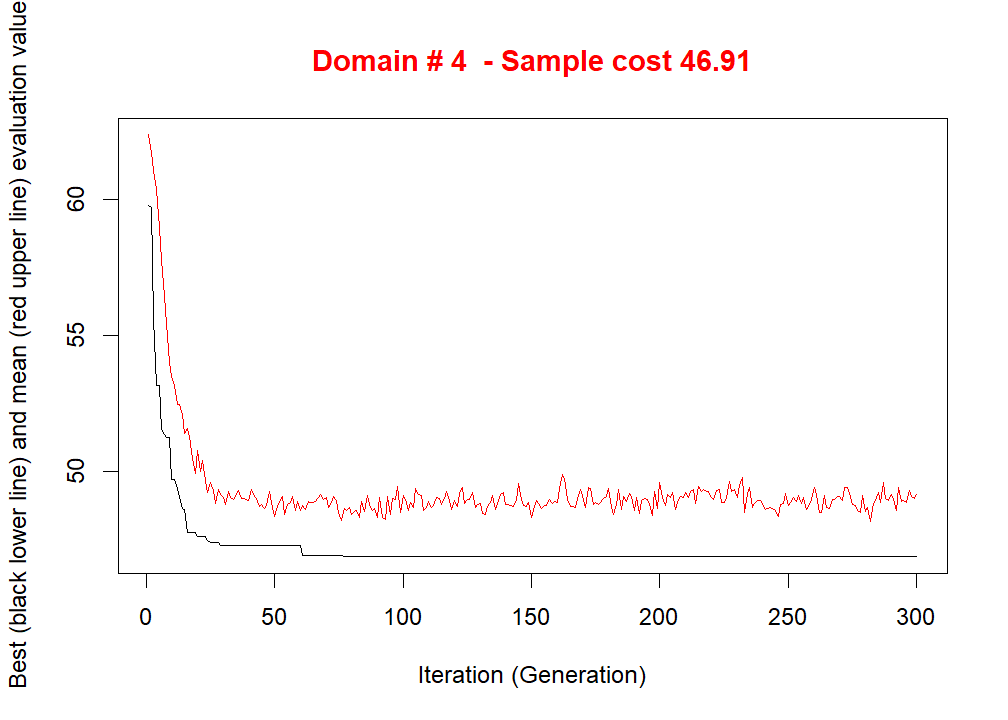 Domain # 4  - Sample cost 46.91
Best (black lower line) and mean (red upper line) evaluation value
60
55
50
0 50 100 150 200 250 300
Iteration (Generation)